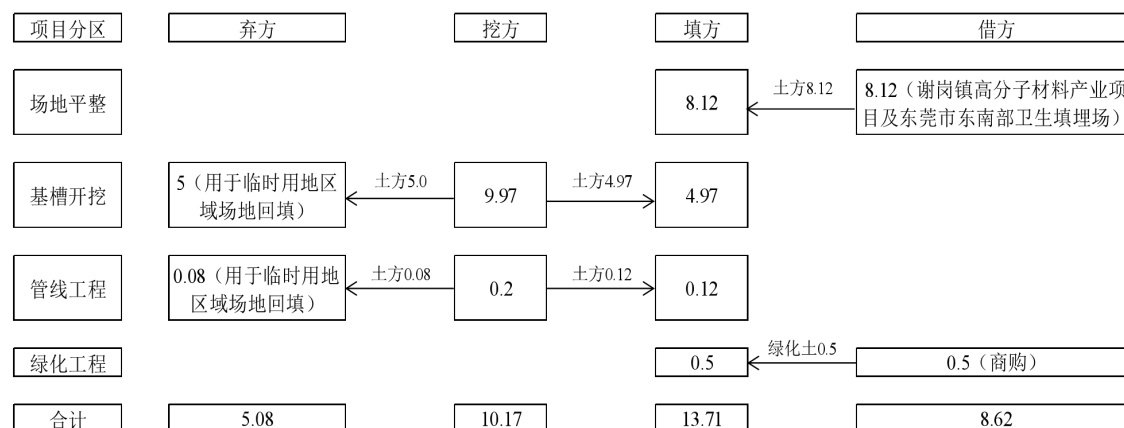 项目分区 弃方 挖方 填方 借方
场地平整 8.12 土方8.12 8.12（谢岗镇高分子材料产业项
目及东莞市东南部卫生填埋场）
基槽开挖 5（用于临时用地区
域场地回填） 土方5.0 9.97 土方4.97 4.97
管线工程 0.08（用于临时用地
区域场地回填） 土方0.08 0.2 土方0.12 0.12
绿化工程 0.5 绿化土0.5 0.5（商购）
合计 5.08 10.17 13.71 8.62